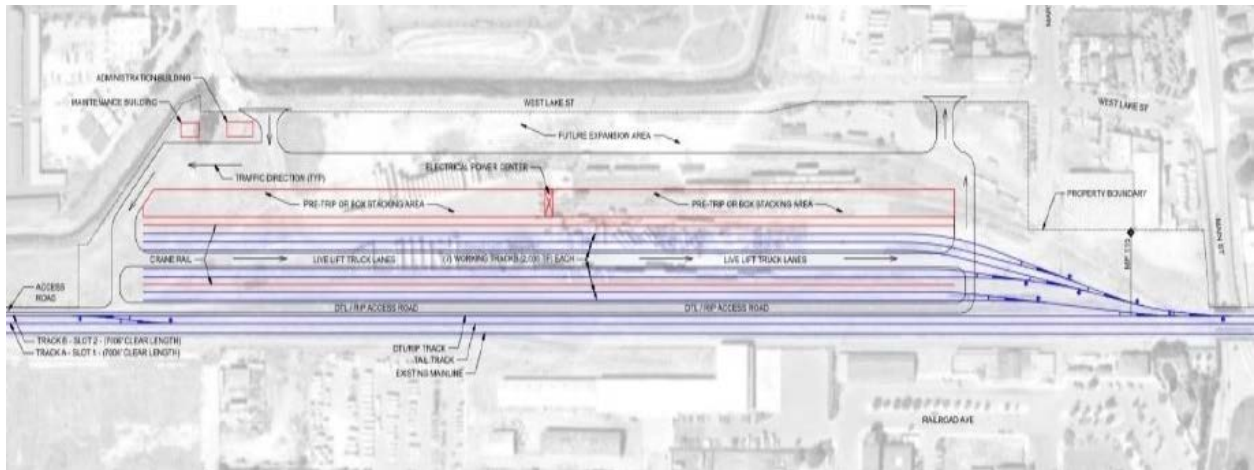 ADMINISTRATION BUILDING
MAINTENANCE BUILDING
WEST LAKE ST
WEST LAKE ST
FUTURE EXPANSION AREA
ELECTRICAL POWER CENTER
TRAFFIC DIRECTION (TYP)
PROPERTY BOUNDARY
PRE-TRIP OR BOX STACKING AREA
PRE-TRIP OR BOX STACKING AREA
MAIN ST
CRANE RAIL
LIVE LIFT TRUCK LANES
(7) WORKING TRACKS
EACH
LIVE LIFT TRUCK LANES
ACCESS
ROAD
DTL / RIP ACCESS ROAD
DTL / RIP ACCESS ROAD
TRACK B - SLOT 2 -
CLEAR LENGTH)
TRACK A - SLOT 1 -
CLEAR LENGTH)
DTL/RIP TRACK
TAIL TRACK
EXISTING MAINLINE
RAILROAD AVE